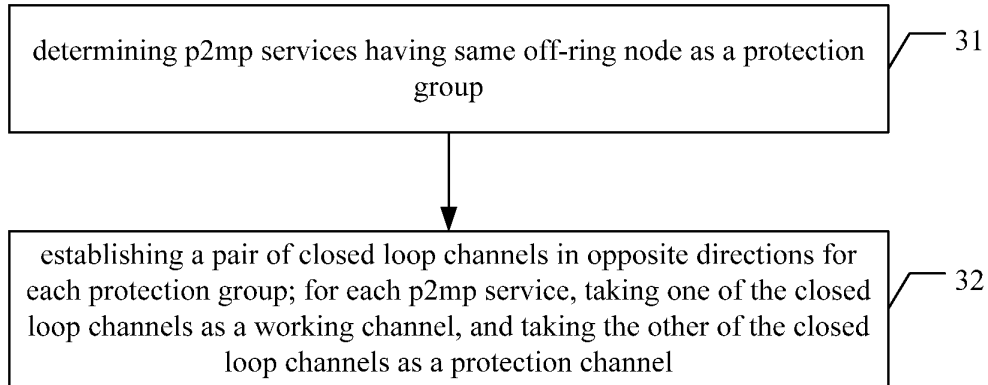 determining p2mp services having same off-ring node as a protection
group
31
establishing a pair of closed loop channels in opposite directions for
each protection group; for each p2mp service, taking one of the closed
loop channels as a working channel, and taking the other of the closed
loop channels as a protection channel
32